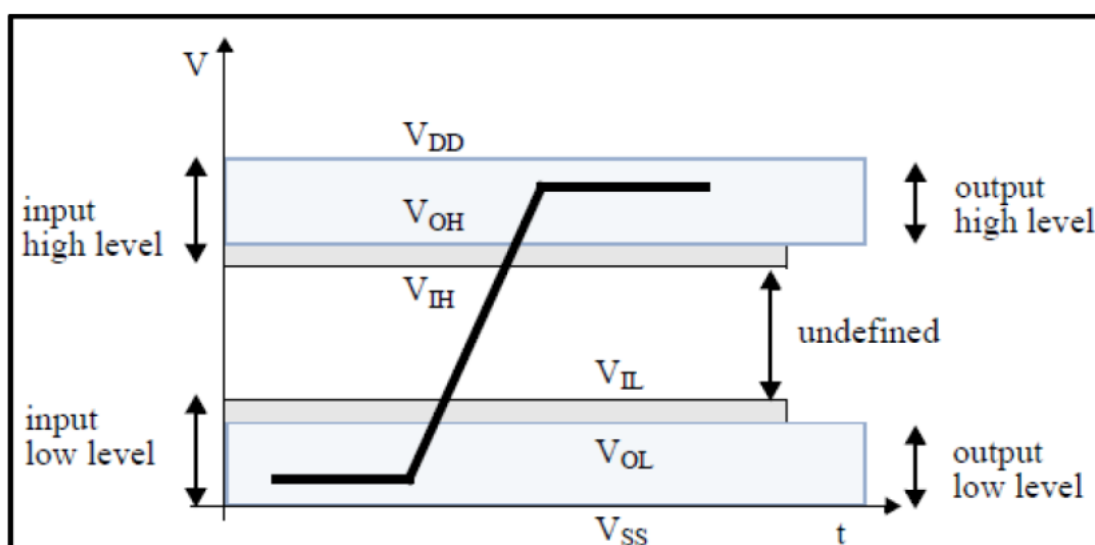 V
V_DD
input
high level
V_OH
output
high level
V_IH
undefined
V_IL
input
low level
V_OL
output
low level
V_SS
t